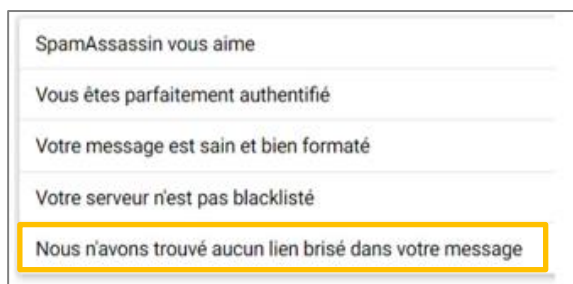 SpamAssassin vous aime
Vous êtes parfaitement authentifié
Votre message est sain et bien formaté
Votre serveur n'est pas blacklisté
Nous n'avons trouvé aucun lien brisé dans votre message